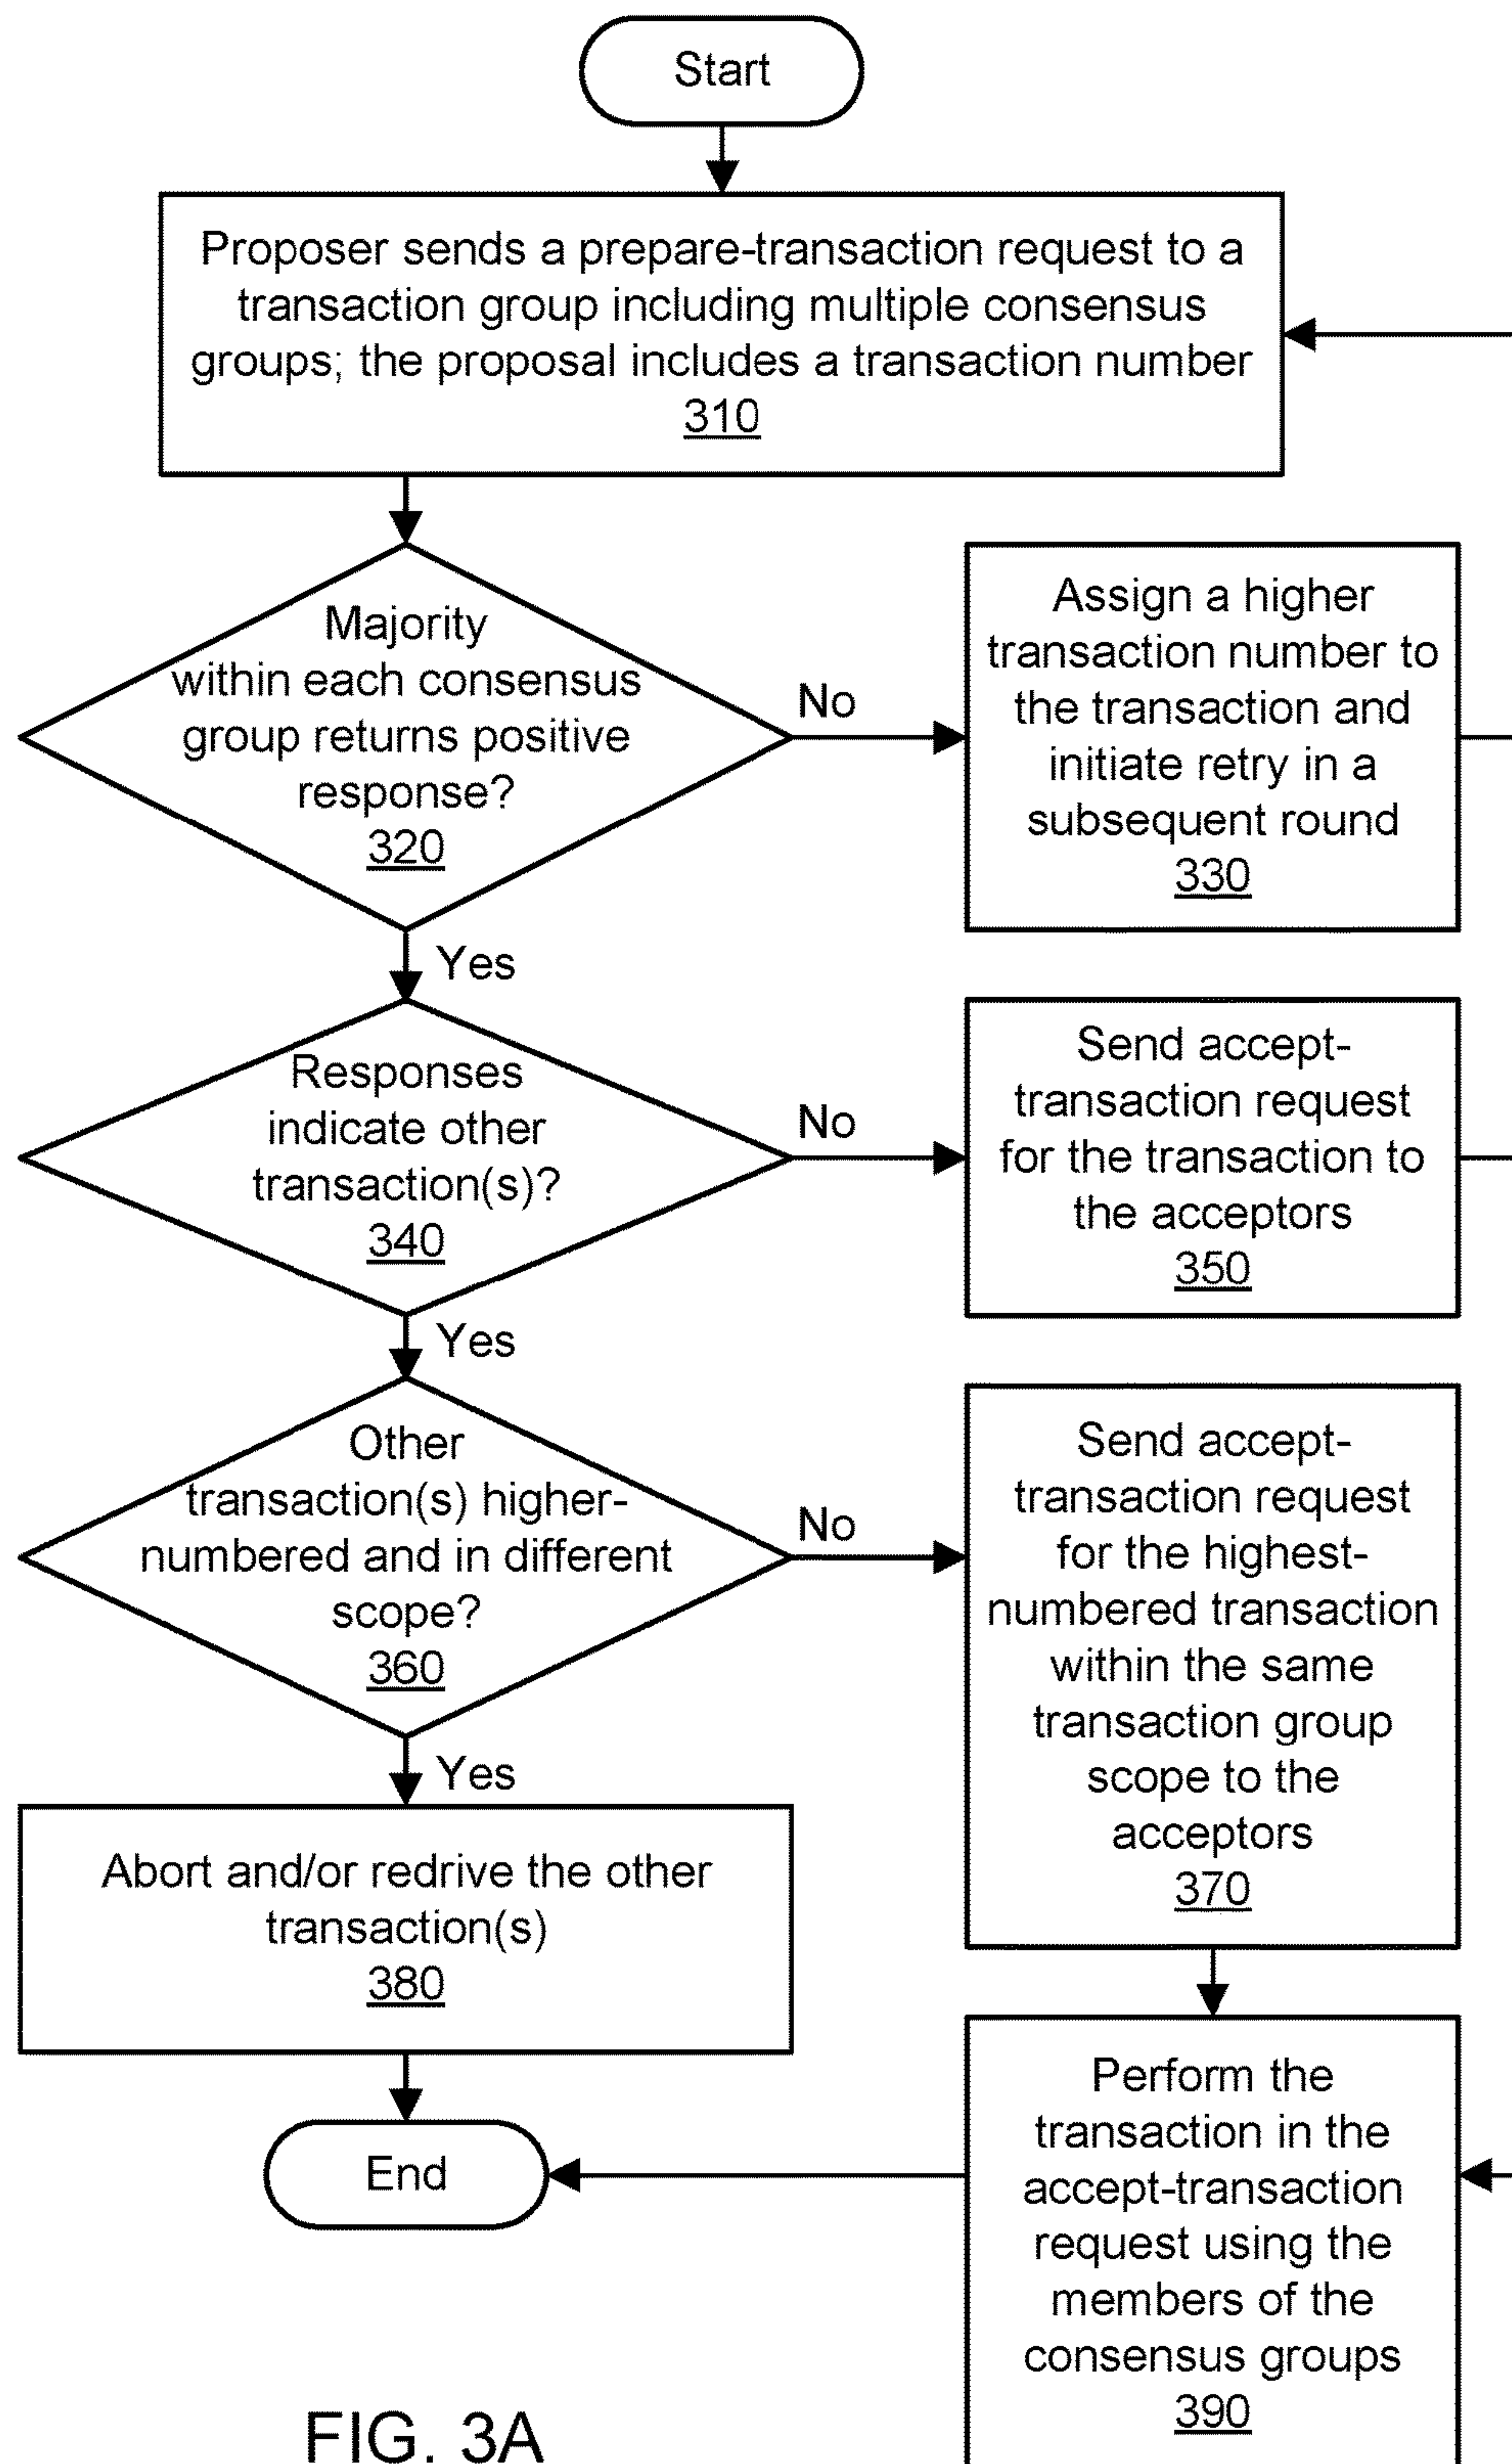 Start
Proposer sends a prepare-transaction request to a
transaction group including multiple consensus
groups; the proposal includes a transaction number
310
Majority
within each consensus
group returns positive
response?
320
No
Assign a higher
transaction number to
the transaction and
initiate retry in a
subsequent round
330
Yes
Responses
indicate other
transaction(s)?
340
No
Send accept-
transaction request
for the transaction to
the acceptors
350
Yes
Other
transaction(s) higher-
numbered and in different
scope?
360
No
Send accept-
transaction request
for the highest-
numbered transaction
within the same
transaction group
scope to the
acceptors
370
Yes
Abort and/or redrive the other
transaction(s)
380
End
Perform the
transaction in the
accept-transaction
request using the
members of the
consensus groups
390
FIG. 3A